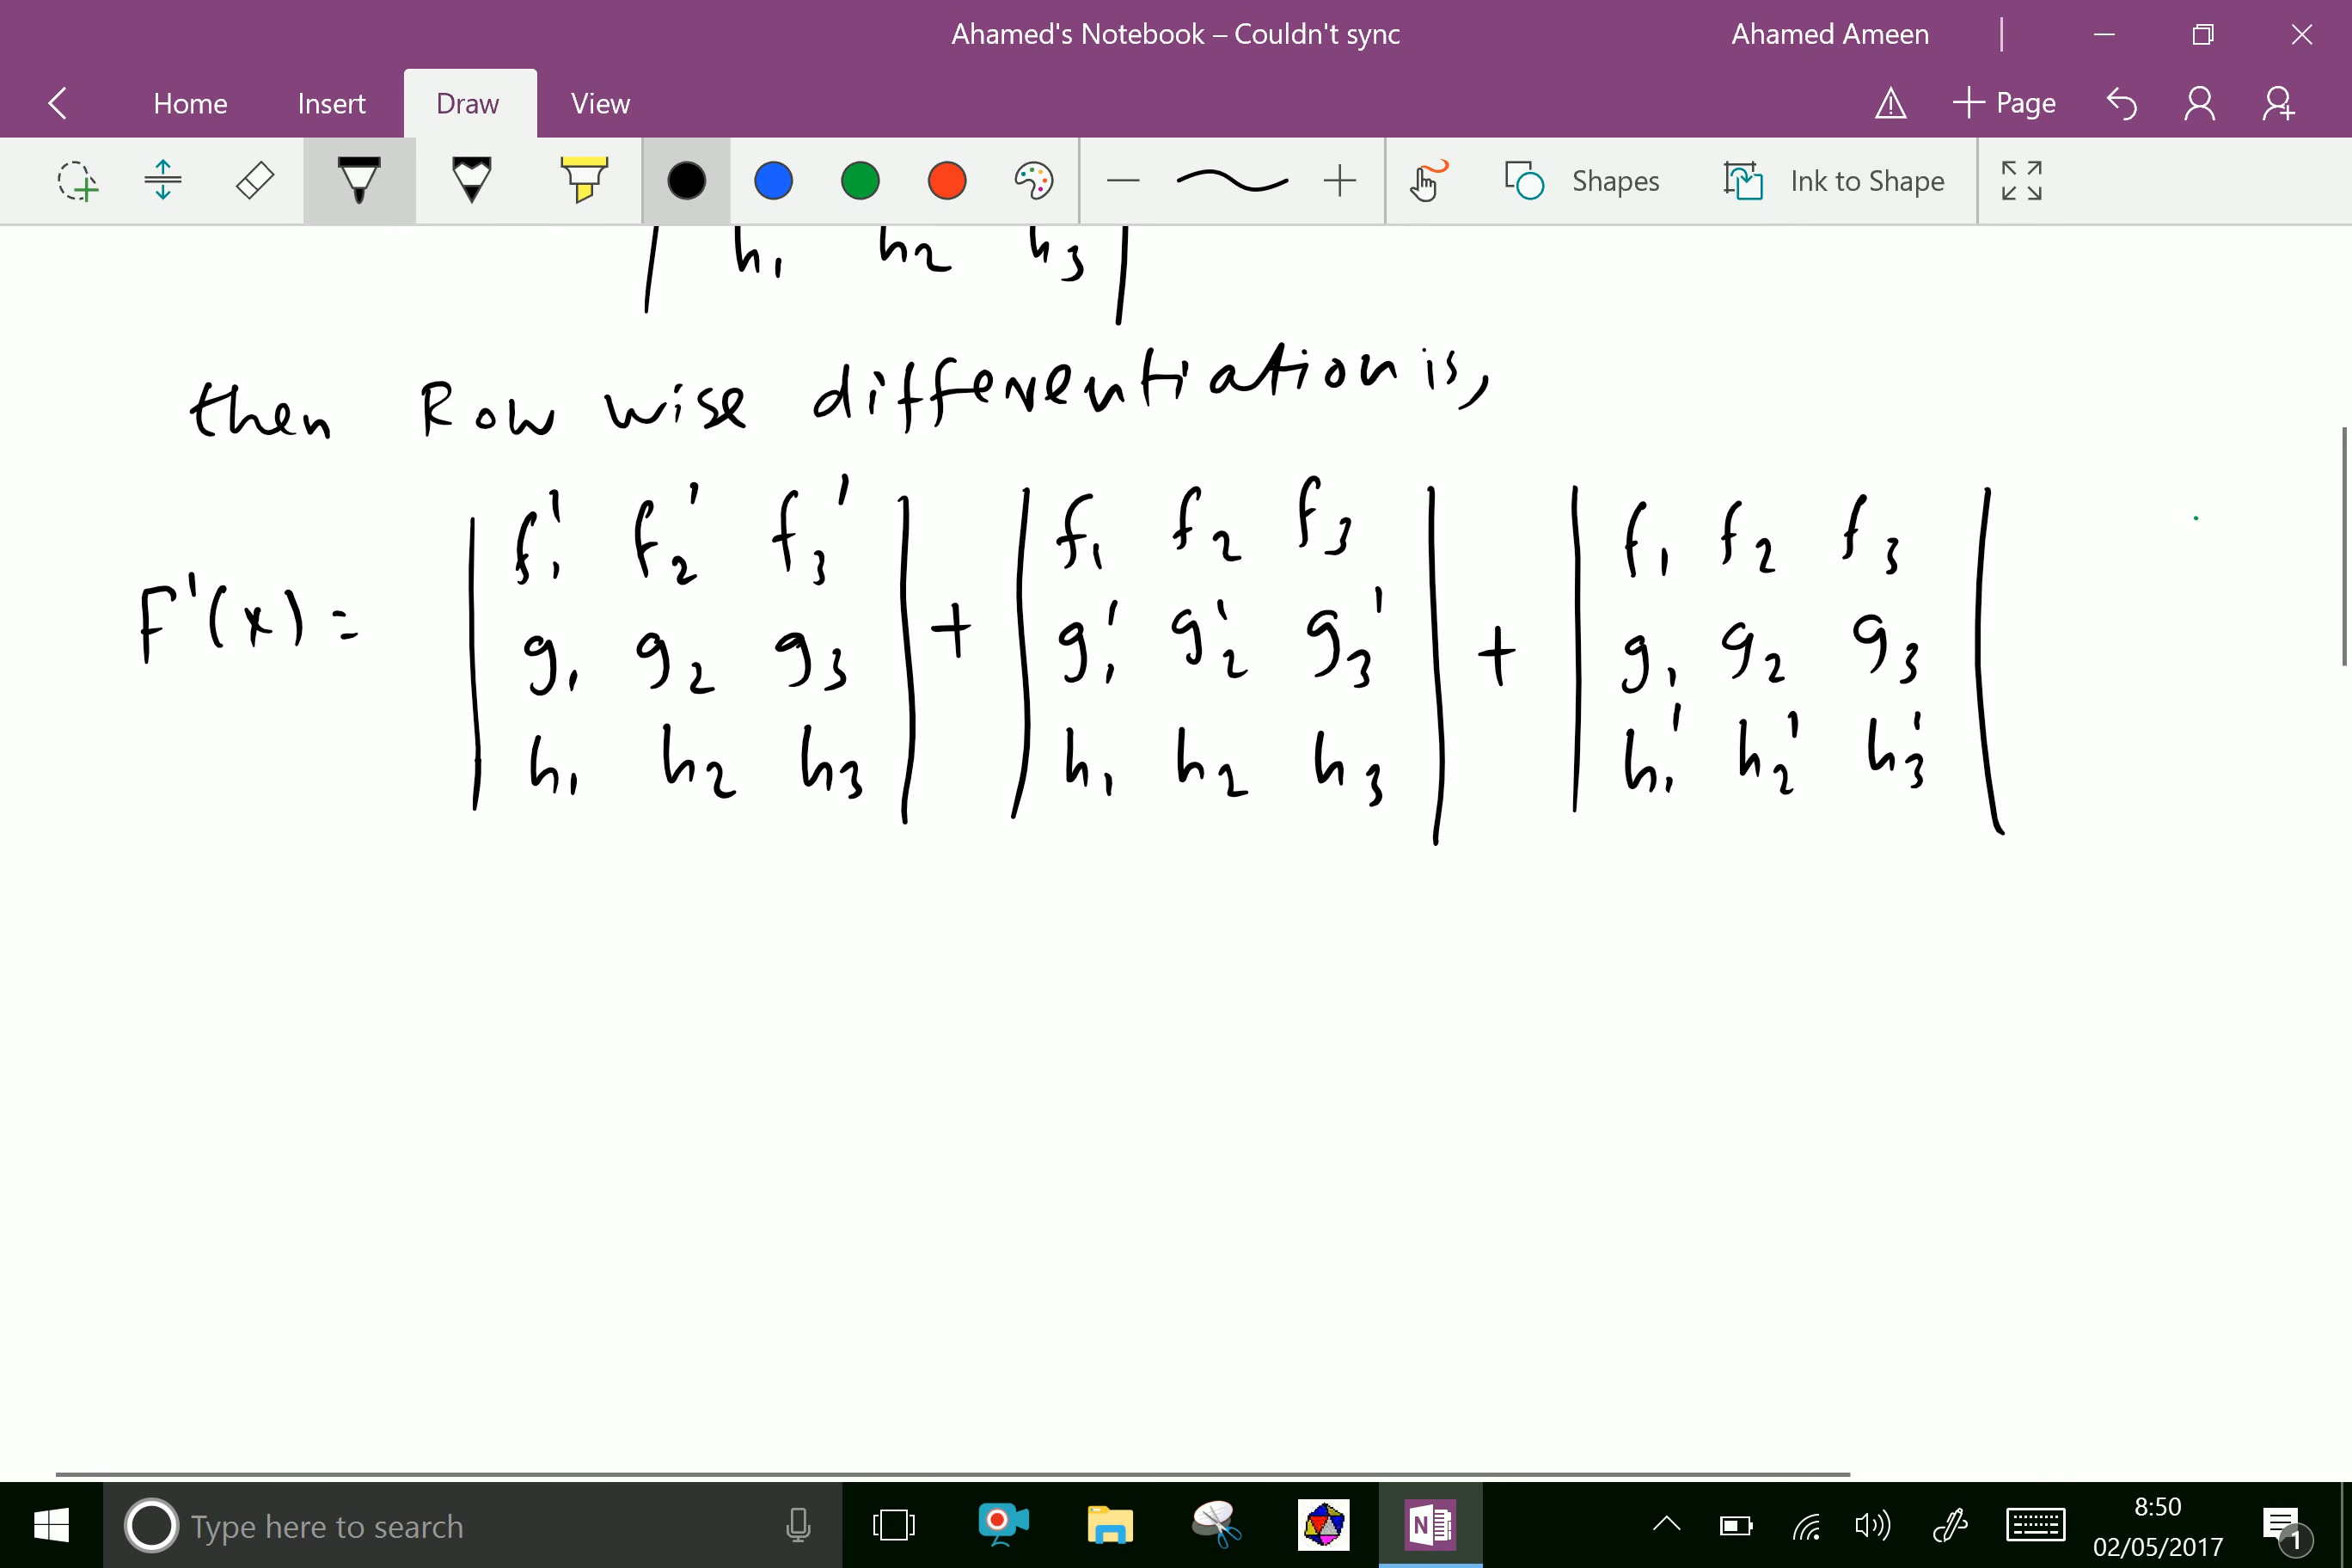 Ahamed's Notebook – Couldn't sync
Ahamed Ameen
Home Insert Draw View
Page
Shapes
Ink to Shape
| h₁ h₂ h₃ |
then Row wise differentiation is,
| f₁' f₂' f₃' | | f₁ f₂ f₃ | | f₁ f₂ f₃ |
F'(x) = | g₁ g₂ g₃ | + | g₁' g₂' g₃' | + | g₁ g₂ g₃ |
| h₁ h₂ h₃ | | h₁ h₂ h₃ | | h₁' h₂' h₃' |
Type here to search
N
8:50
02/05/2017
1